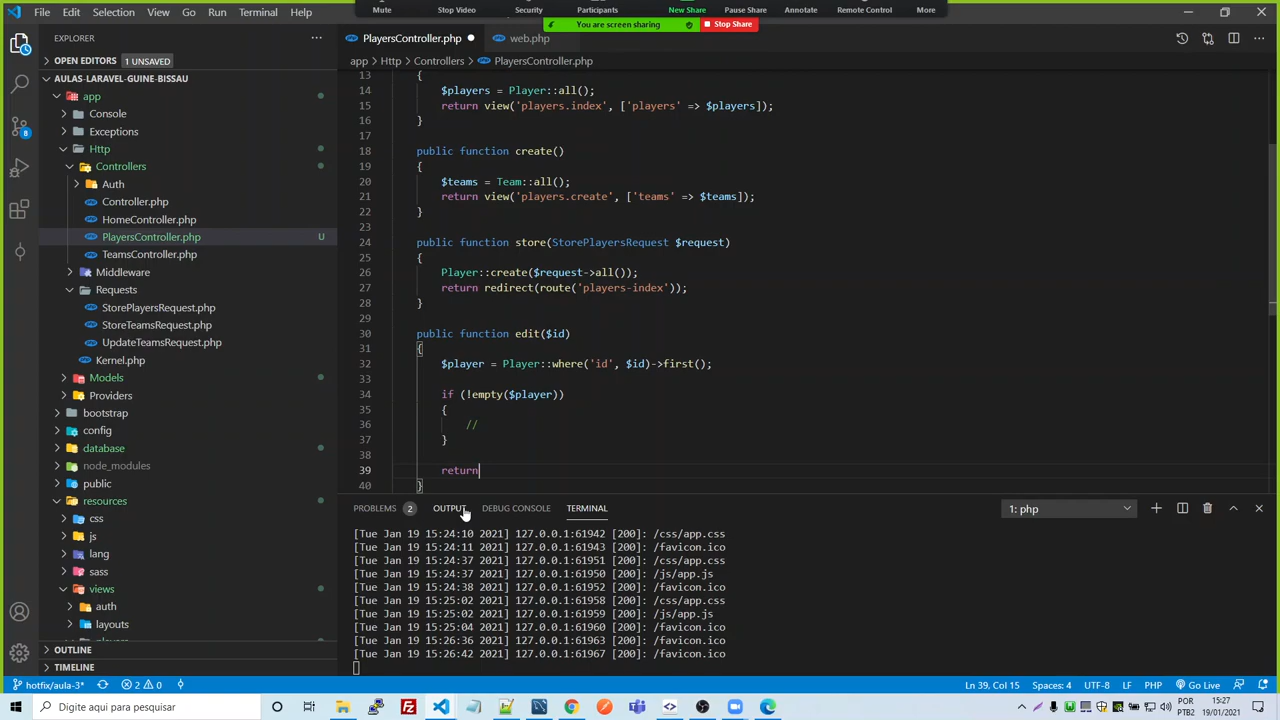 Mute
Stop Video
Security
Participants
New Share
Pause Share
Annotate
Remote Control
More
You are screen sharing
Stop Share
File Edit Selection View Go Run Terminal Help
EXPLORER
OPEN EDITORS 1 UNSAVED
AULAS-LARAVEL-GUINE-BISSAU
app
Console
Exceptions
Http
Controllers
Auth
Controller.php
HomeController.php
PlayersController.php U
TeamsController.php
Middleware
Requests
StorePlayersRequest.php
StoreTeamsRequest.php
UpdateTeamsRequest.php
Kernel.php
Models
Providers
bootstrap
config
database
node_modules
public
resources
css
js
lang
sass
views
auth
layouts
OUTLINE
TIMELINE
8
PlayersController.php
web.php
app > Http > Controllers > PlayersController.php
13 {
14 $players = Player::all();
15 return view('players.index', ['players' => $players]);
16 }
17
18 public function create()
19 {
20 $teams = Team::all();
21 return view('players.create', ['teams' => $teams]);
22 }
23
24 public function store(StorePlayersRequest $request)
25 {
26 Player::create($request->all());
27 return redirect(route('players-index'));
28 }
29
30 public function edit($id)
31 {
32 $player = Player::where('id', $id)->first();
33
34 if (!empty($player))
35 {
36 //
37 }
38
39 return
40 }
PROBLEMS 2 OUTPUT DEBUG CONSOLE TERMINAL
1: php
[Tue Jan 19 15:24:10 2021] 127.0.0.1:61942 [200]: /css/app.css
[Tue Jan 19 15:24:11 2021] 127.0.0.1:61943 [200]: /favicon.ico
[Tue Jan 19 15:24:37 2021] 127.0.0.1:61951 [200]: /css/app.css
[Tue Jan 19 15:24:37 2021] 127.0.0.1:61950 [200]: /js/app.js
[Tue Jan 19 15:24:38 2021] 127.0.0.1:61952 [200]: /favicon.ico
[Tue Jan 19 15:25:02 2021] 127.0.0.1:61958 [200]: /css/app.css
[Tue Jan 19 15:25:02 2021] 127.0.0.1:61959 [200]: /js/app.js
[Tue Jan 19 15:25:04 2021] 127.0.0.1:61960 [200]: /favicon.ico
[Tue Jan 19 15:26:36 2021] 127.0.0.1:61963 [200]: /favicon.ico
[Tue Jan 19 15:26:42 2021] 127.0.0.1:61967 [200]: /favicon.ico
hotfix/aula-3* 2 0
Ln 39, Col 15 Spaces: 4 UTF-8 LF PHP Go Live
Digite aqui para pesquisar
POR
PTB2
15:27
19/01/2021